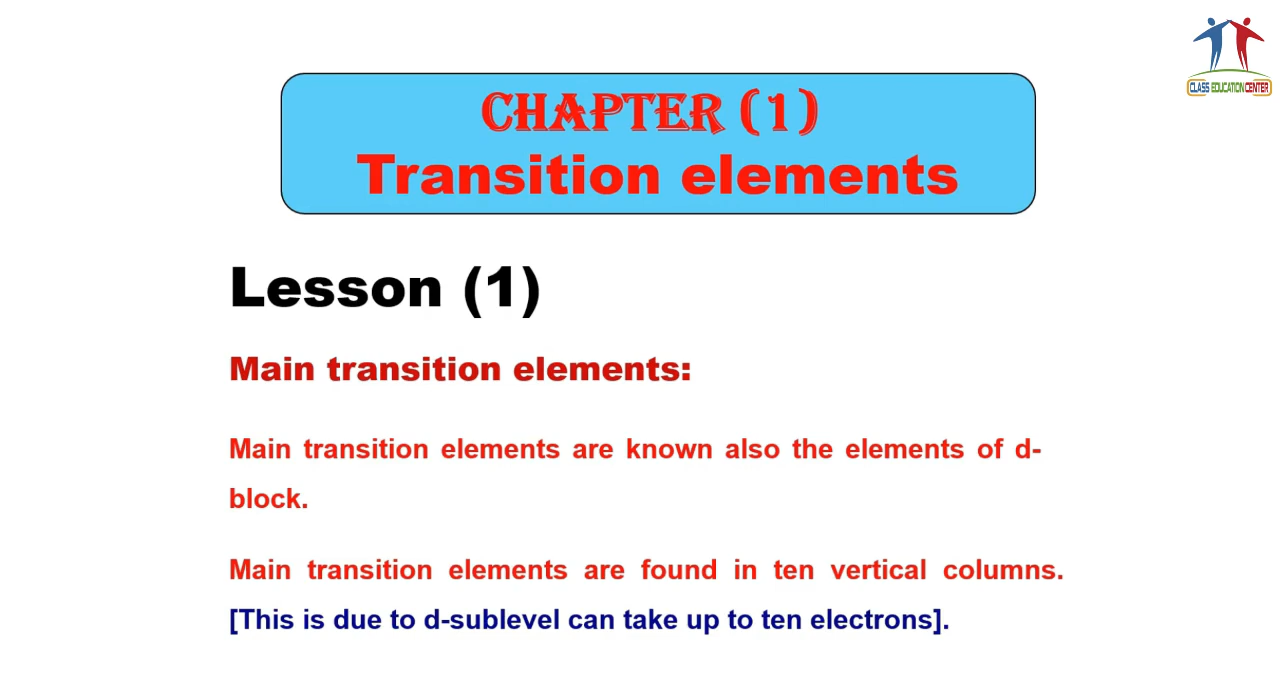 CLASS EDUCATION CENTER
CHAPTER (1)
Transition elements
Lesson (1)
Main transition elements:
Main transition elements are known also the elements of d-
block.
Main transition elements are found in ten vertical columns.
[This is due to d-sublevel can take up to ten electrons].